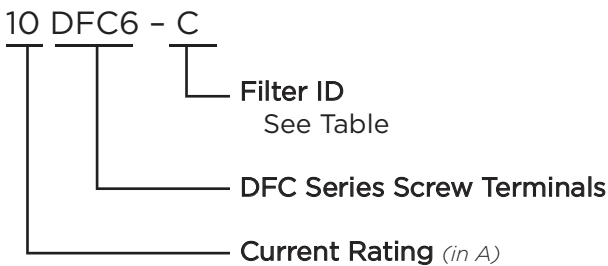 10 DFC6 – C
Filter ID
See Table
DFC Series Screw Terminals
Current Rating (in A)